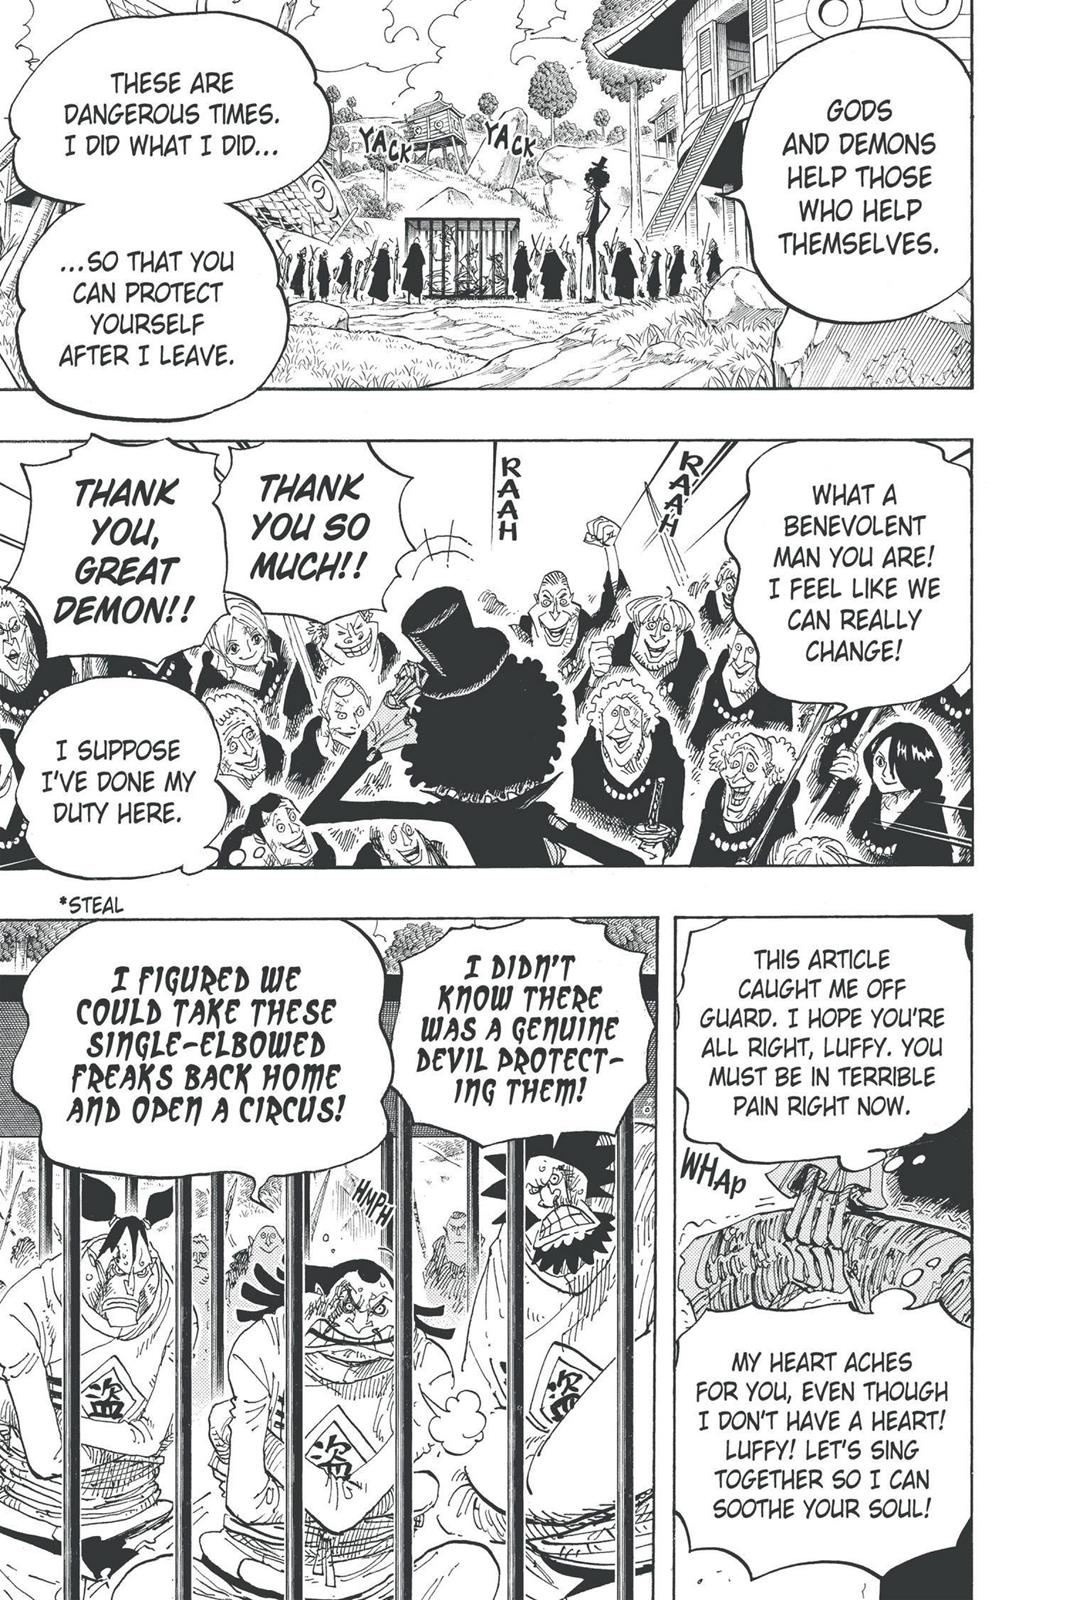 GODS
AND DEMONS
HELP THOSE
WHO HELP
THEMSELVES.
YACK
YACK
THESE ARE
DANGEROUS TIMES.
I DID WHAT I DID...
...SO THAT YOU
CAN PROTECT
YOURSELF
AFTER I LEAVE.
WHAT A
BENEVOLENT
MAN YOU ARE!
I FEEL LIKE WE
CAN REALLY
CHANGE!
RAAH
RAAH
THANK
YOU SO
MUCH!!
THANK
YOU,
GREAT
DEMON!!
I SUPPOSE
I'VE DONE MY
DUTY HERE.
THIS ARTICLE
CAUGHT ME OFF
GUARD. I HOPE YOU'RE
ALL RIGHT, LUFFY. YOU
MUST BE IN TERRIBLE
PAIN RIGHT NOW.
WHAP
MY HEART ACHES
FOR YOU, EVEN THOUGH
I DON'T HAVE A HEART!
LUFFY! LET'S SING
TOGETHER SO I CAN
SOOTHE YOUR SOUL!
*STEAL
I DIDN'T
KNOW THERE
WAS A GENUINE
DEVIL PROTECT-
ING THEM!
I FIGURED WE
COULD TAKE THESE
SINGLE-ELBOWED
FREAKS BACK HOME
AND OPEN A CIRCUS!
HNPH
盗
盗
盗